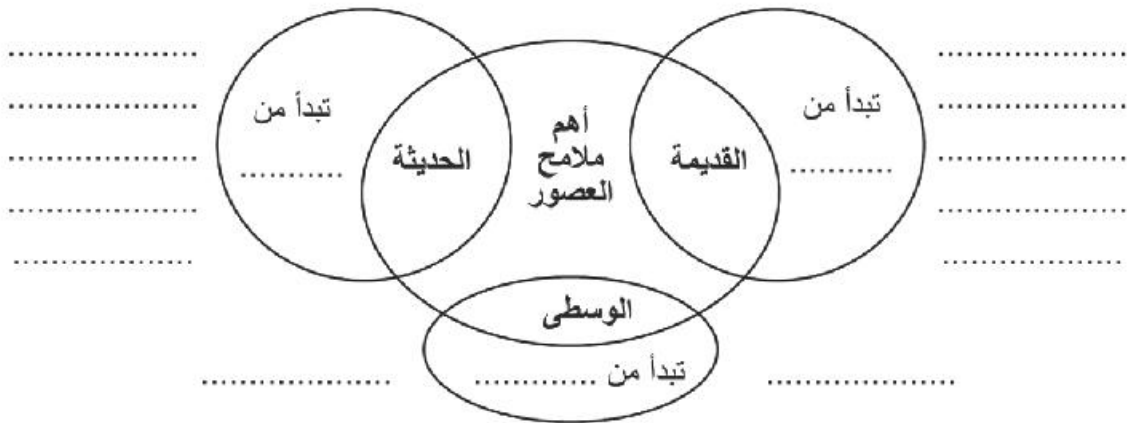 تبدأ من
..................
القديمة
أهم
ملامح
العصور
تبدأ من
..................
الحديثة
الوسطى
تبدأ من ..................